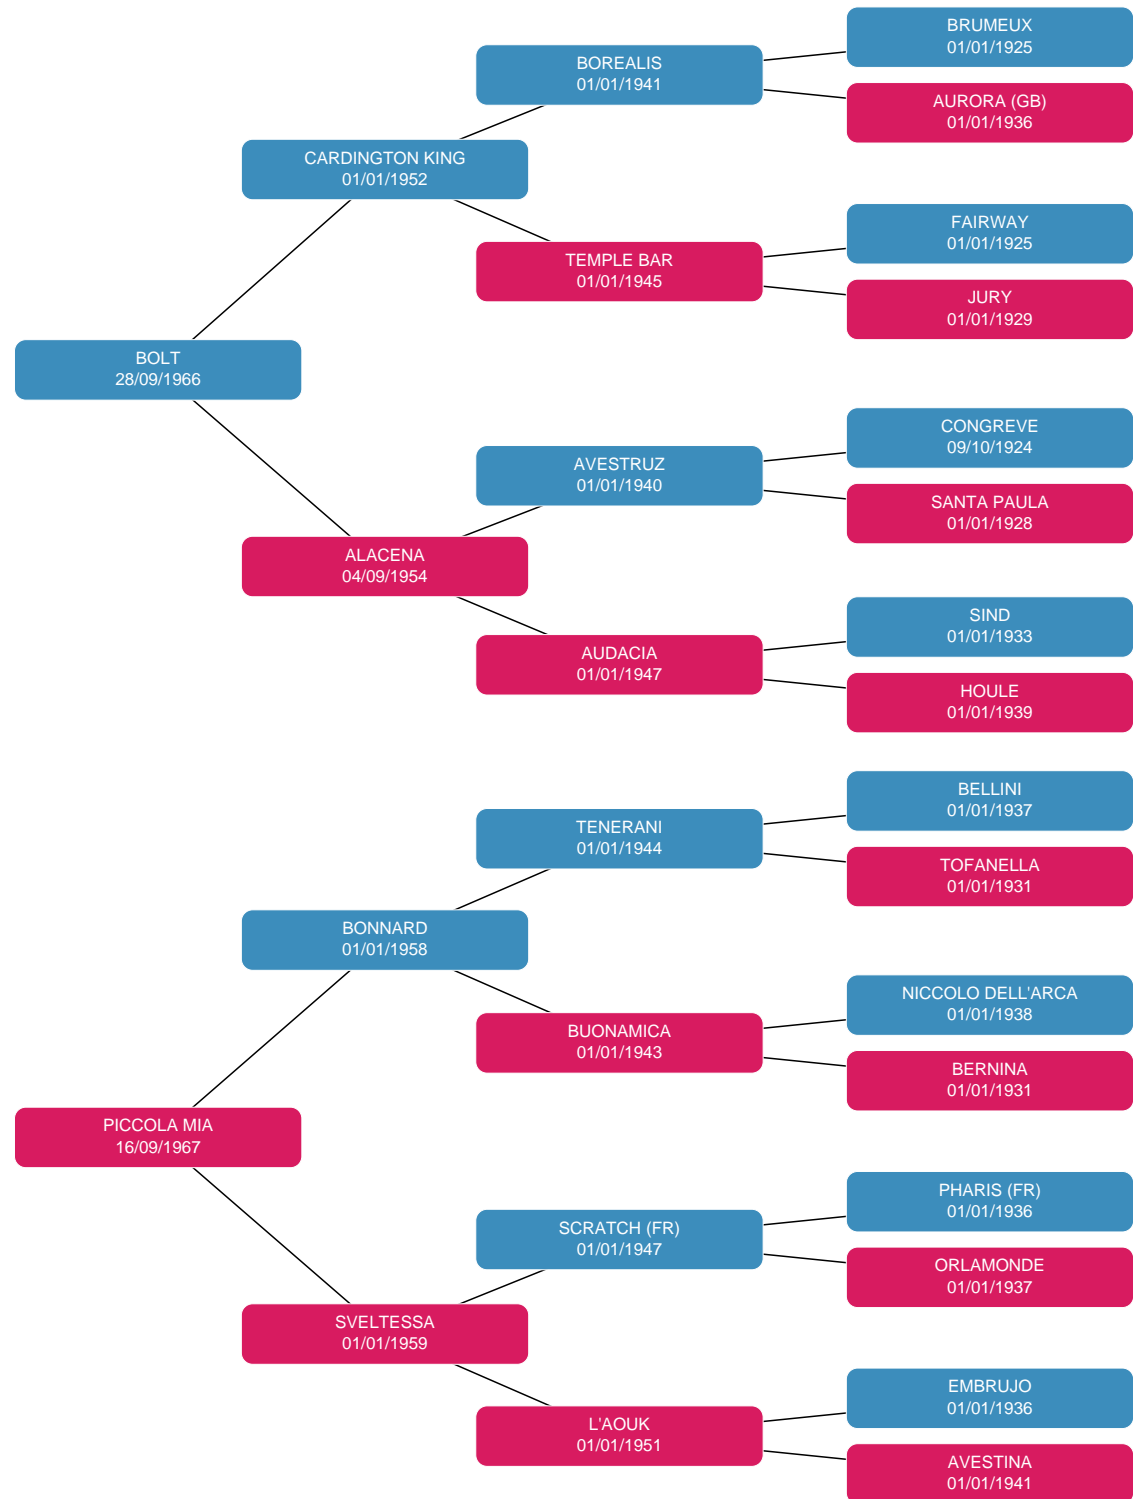 BRUMEUX
01/01/1925
BOREALIS
01/01/1941
AURORA (GB)
01/01/1936
CARDINGTON KING
01/01/1952
FAIRWAY
01/01/1925
TEMPLE BAR
01/01/1945
JURY
01/01/1929
BOLT
28/09/1966
CONGREVE
09/10/1924
AVESTRUZ
01/01/1940
SANTA PAULA
01/01/1928
ALACENA
04/09/1954
SIND
01/01/1933
AUDACIA
01/01/1947
HOULE
01/01/1939
BELLINI
01/01/1937
TENERANI
01/01/1944
TOFANELLA
01/01/1931
BONNARD
01/01/1958
NICCOLO DELL'ARCA
01/01/1938
BUONAMICA
01/01/1943
BERNINA
01/01/1931
PICCOLA MIA
16/09/1967
PHARIS (FR)
01/01/1936
SCRATCH (FR)
01/01/1947
ORLAMONDE
01/01/1937
SVELTESSA
01/01/1959
EMBRUJO
01/01/1936
L'AOUK
01/01/1951
AVESTINA
01/01/1941